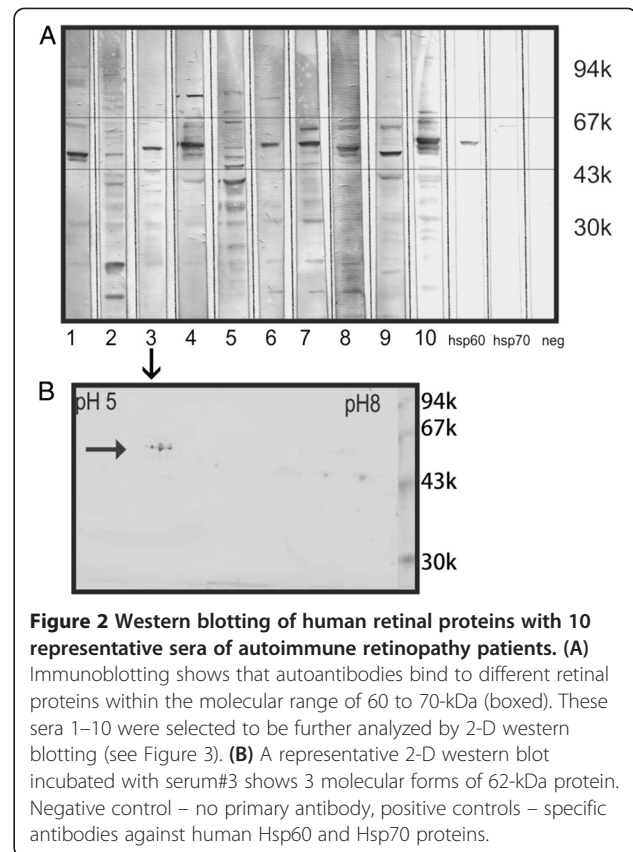 A
94k
67k
43k
30k
1 2 3 4 5 6 7 8 9 10 hsp60 hsp70 neg
B
pH 5 pH8
94k
67k
43k
30k
Figure 2 Western blotting of human retinal proteins with 10
representative sera of autoimmune retinopathy patients. (A)
Immunoblotting shows that autoantibodies bind to different retinal
proteins within the molecular range of 60 to 70-kDa (boxed). These
sera 1–10 were selected to be further analyzed by 2-D western
blotting (see Figure 3). (B) A representative 2-D western blot
incubated with serum#3 shows 3 molecular forms of 62-kDa protein.
Negative control – no primary antibody, positive controls – specific
antibodies against human Hsp60 and Hsp70 proteins.